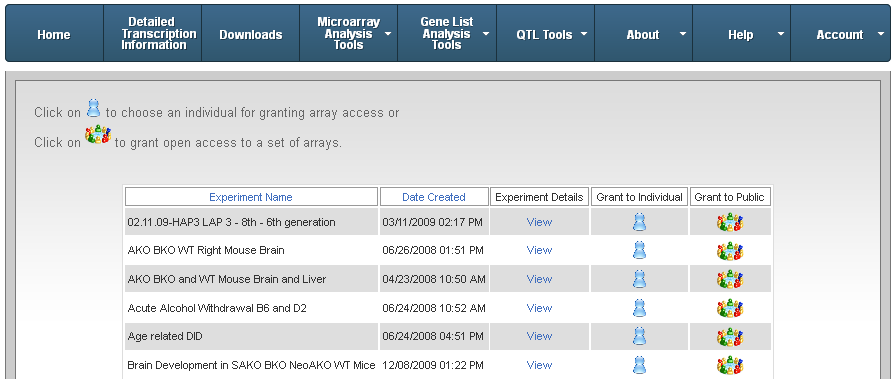 Home
Detailed
Transcription
Information
Downloads
Microarray
Analysis
Tools
Gene List
Analysis
Tools
QTL Tools
About
Help
Account
Click on to choose an individual for granting array access or
Click on to grant open access to a set of arrays.
Experiment Name Date Created Experiment Details Grant to Individual Grant to Public
02.11.09-HAP3 LAP 3 - 8th - 6th generation 03/11/2009 02:17 PM View
AKO BKO WT Right Mouse Brain 06/26/2008 01:51 PM View
AKO BKO and WT Mouse Brain and Liver 04/23/2008 10:50 AM View
Acute Alcohol Withdrawal B6 and D2 06/24/2008 10:52 AM View
Age related DID 06/24/2008 04:51 PM View
Brain Development in SAKO BKO NeoAKO WT Mice 12/08/2009 01:22 PM View